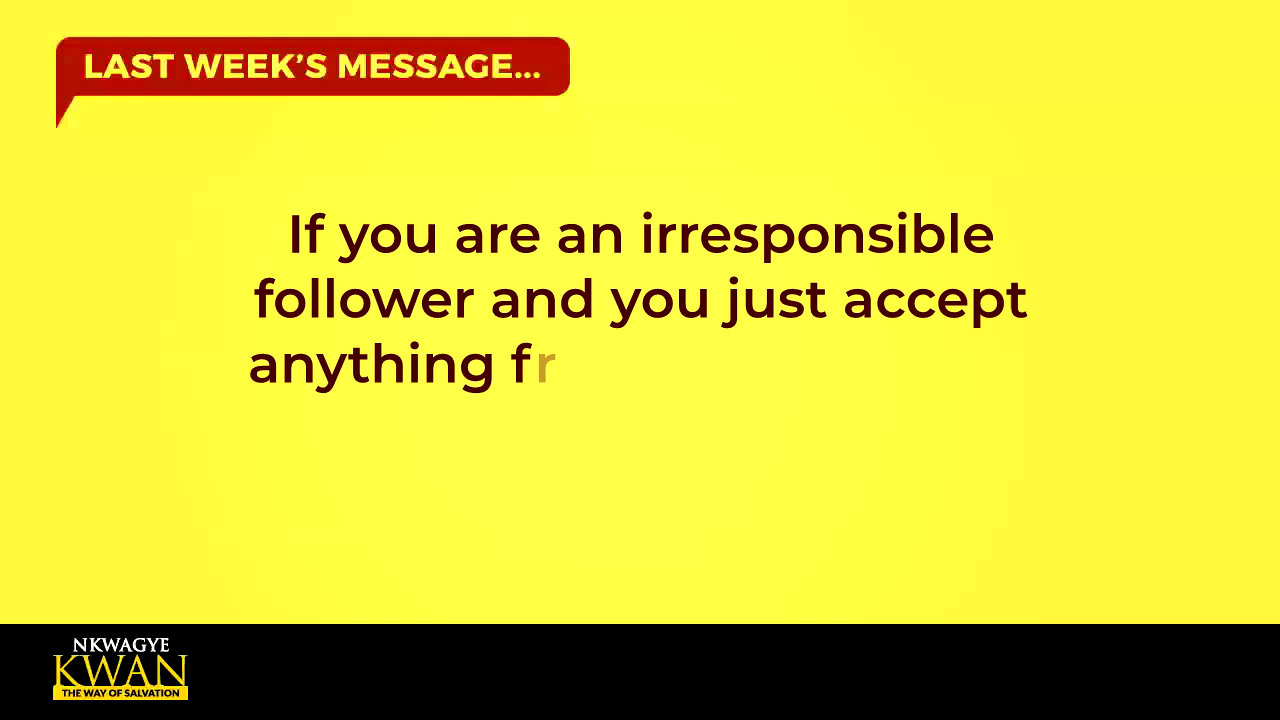 LAST WEEK'S MESSAGE...
If you are an irresponsible
follower and you just accept
anything fr
NKWAGYE
KWAN
THE WAY OF SALVATION